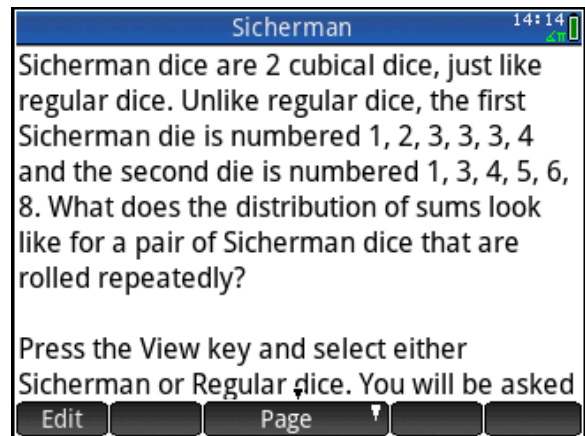 Sicherman
14:14
∡π
Sicherman dice are 2 cubical dice, just like
regular dice. Unlike regular dice, the first
Sicherman die is numbered 1, 2, 3, 3, 3, 4
and the second die is numbered 1, 3, 4, 5, 6,
8. What does the distribution of sums look
like for a pair of Sicherman dice that are
rolled repeatedly?
Press the View key and select either
Sicherman or Regular dice. You will be asked
Edit Page